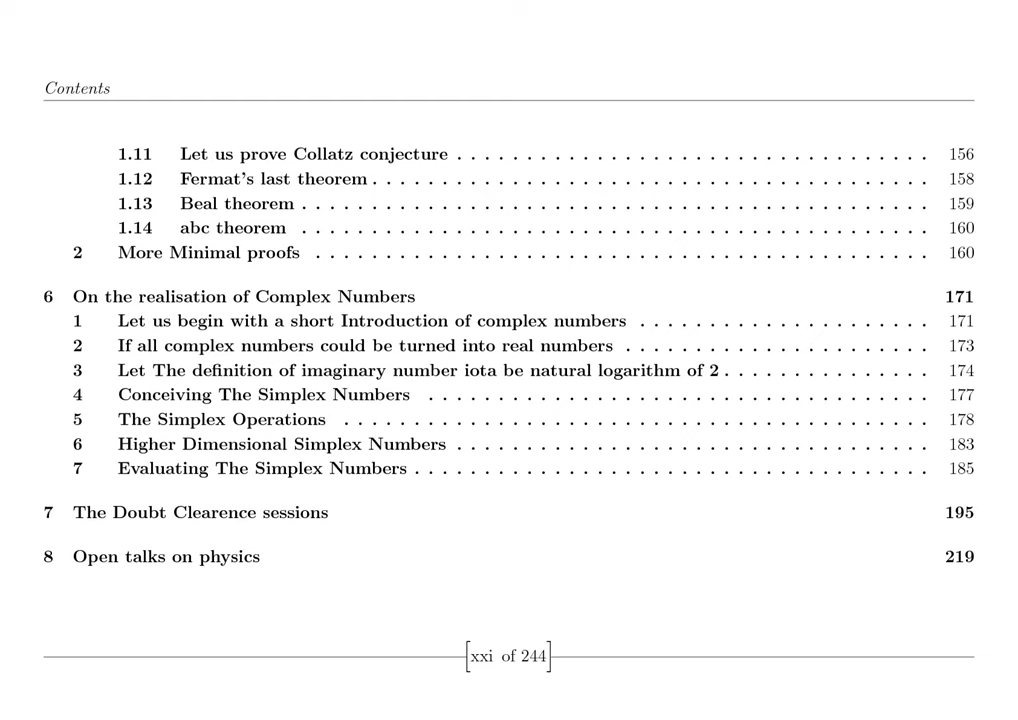 Contents
1.11 Let us prove Collatz conjecture . . . . . . . . . . . . . . . . . . . . . . . . . . . . . . . . . . 156
1.12 Fermat's last theorem . . . . . . . . . . . . . . . . . . . . . . . . . . . . . . . . . . . . . . . . 158
1.13 Beal theorem . . . . . . . . . . . . . . . . . . . . . . . . . . . . . . . . . . . . . . . . . . . . . 159
1.14 abc theorem . . . . . . . . . . . . . . . . . . . . . . . . . . . . . . . . . . . . . . . . . . . . . 160
2 More Minimal proofs . . . . . . . . . . . . . . . . . . . . . . . . . . . . . . . . . . . . . . . . . . . . 160
6 On the realisation of Complex Numbers 171
1 Let us begin with a short Introduction of complex numbers . . . . . . . . . . . . . . . . . . . . . 171
2 If all complex numbers could be turned into real numbers . . . . . . . . . . . . . . . . . . . . . . 173
3 Let The definition of imaginary number iota be natural logarithm of 2 . . . . . . . . . . . . . . . 174
4 Conceiving The Simplex Numbers . . . . . . . . . . . . . . . . . . . . . . . . . . . . . . . . . . . . 177
5 The Simplex Operations . . . . . . . . . . . . . . . . . . . . . . . . . . . . . . . . . . . . . . . . . . 178
6 Higher Dimensional Simplex Numbers . . . . . . . . . . . . . . . . . . . . . . . . . . . . . . . . . . 183
7 Evaluating The Simplex Numbers . . . . . . . . . . . . . . . . . . . . . . . . . . . . . . . . . . . . . 185
7 The Doubt Clearence sessions 195
8 Open talks on physics 219
[xxi of 244]